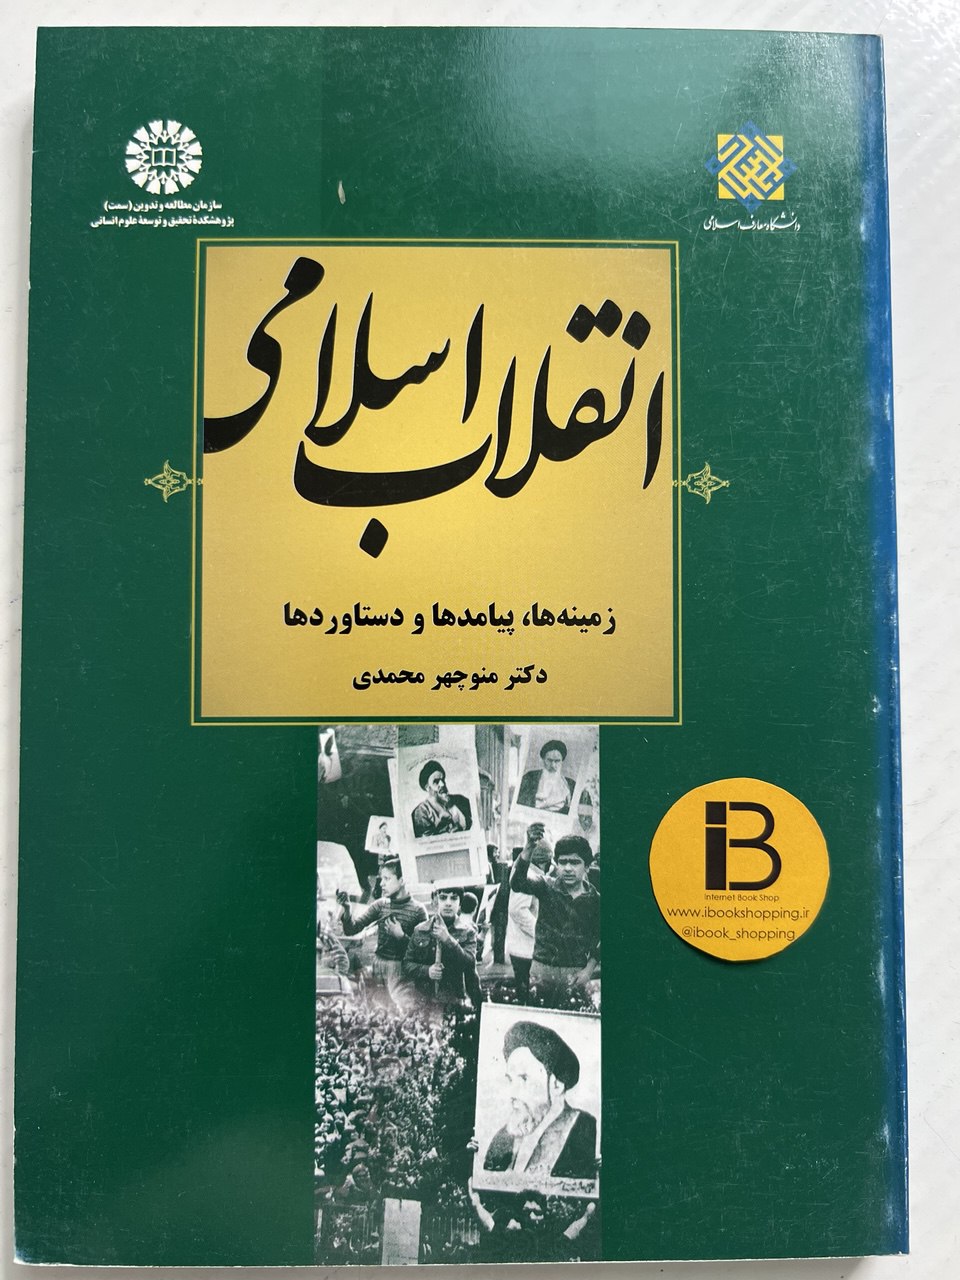 دانشگاه معارف اسلامی
سازمان مطالعه و تدوین (سمت)
پژوهشکدهٔ تحقیق و توسعهٔ علوم انسانی
انقلاب اسلامی
زمینه‌ها، پیامدها و دستاوردها
دکتر منوچهر محمدی
iB
Internet Book Shop
www.ibookshopping.ir
@ibook_shopping